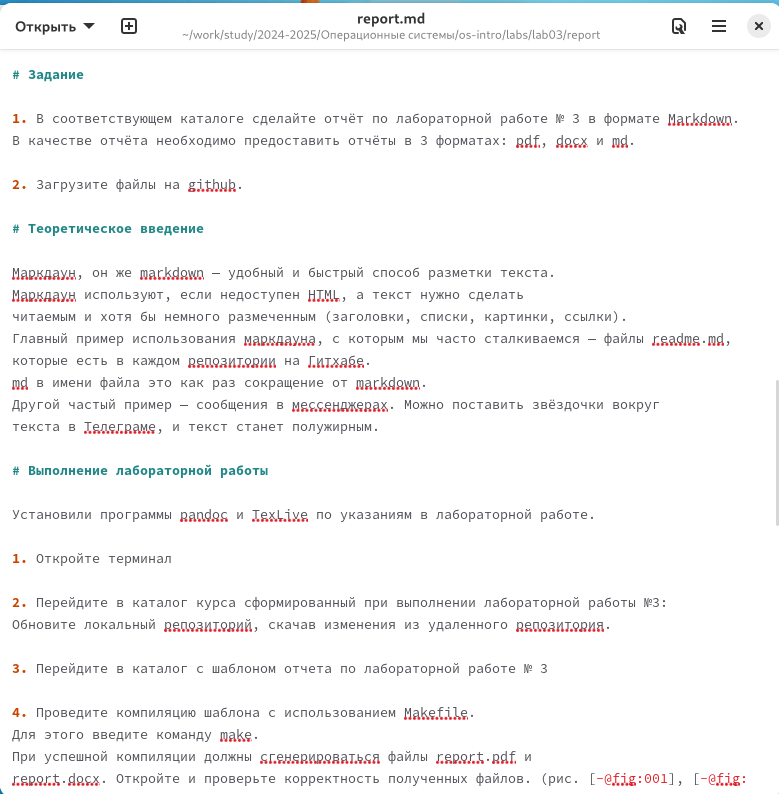 Открыть
report.md
~/work/study/2024-2025/Операционные системы/os-intro/labs/lab03/report
# Задание
1. В соответствующем каталоге сделайте отчёт по лабораторной работе № 3 в формате Markdown.
В качестве отчёта необходимо предоставить отчёты в 3 форматах: pdf, docx и md.
2. Загрузите файлы на github.
# Теоретическое введение
Маркдаун, он же markdown — удобный и быстрый способ разметки текста.
Маркдаун используют, если недоступен HTML, а текст нужно сделать
читаемым и хотя бы немного размеченным (заголовки, списки, картинки, ссылки).
Главный пример использования маркдауна, с которым мы часто сталкиваемся — файлы readme.md,
которые есть в каждом репозитории на Гитхабе.
md в имени файла это как раз сокращение от markdown.
Другой частый пример — сообщения в мессенджерах. Можно поставить звёздочки вокруг
текста в Телеграме, и текст станет полужирным.
# Выполнение лабораторной работы
Установили программы pandoc и TexLive по указаниям в лабораторной работе.
1. Откройте терминал
2. Перейдите в каталог курса сформированный при выполнении лабораторной работы №3:
Обновите локальный репозиторий, скачав изменения из удаленного репозитория.
3. Перейдите в каталог с шаблоном отчета по лабораторной работе № 3
4. Проведите компиляцию шаблона с использованием Makefile.
Для этого введите команду make.
При успешной компиляции должны сгенерироваться файлы report.pdf и
report.docx. Откройте и проверьте корректность полученных файлов. (рис. [-@fig:001], [-@fig: